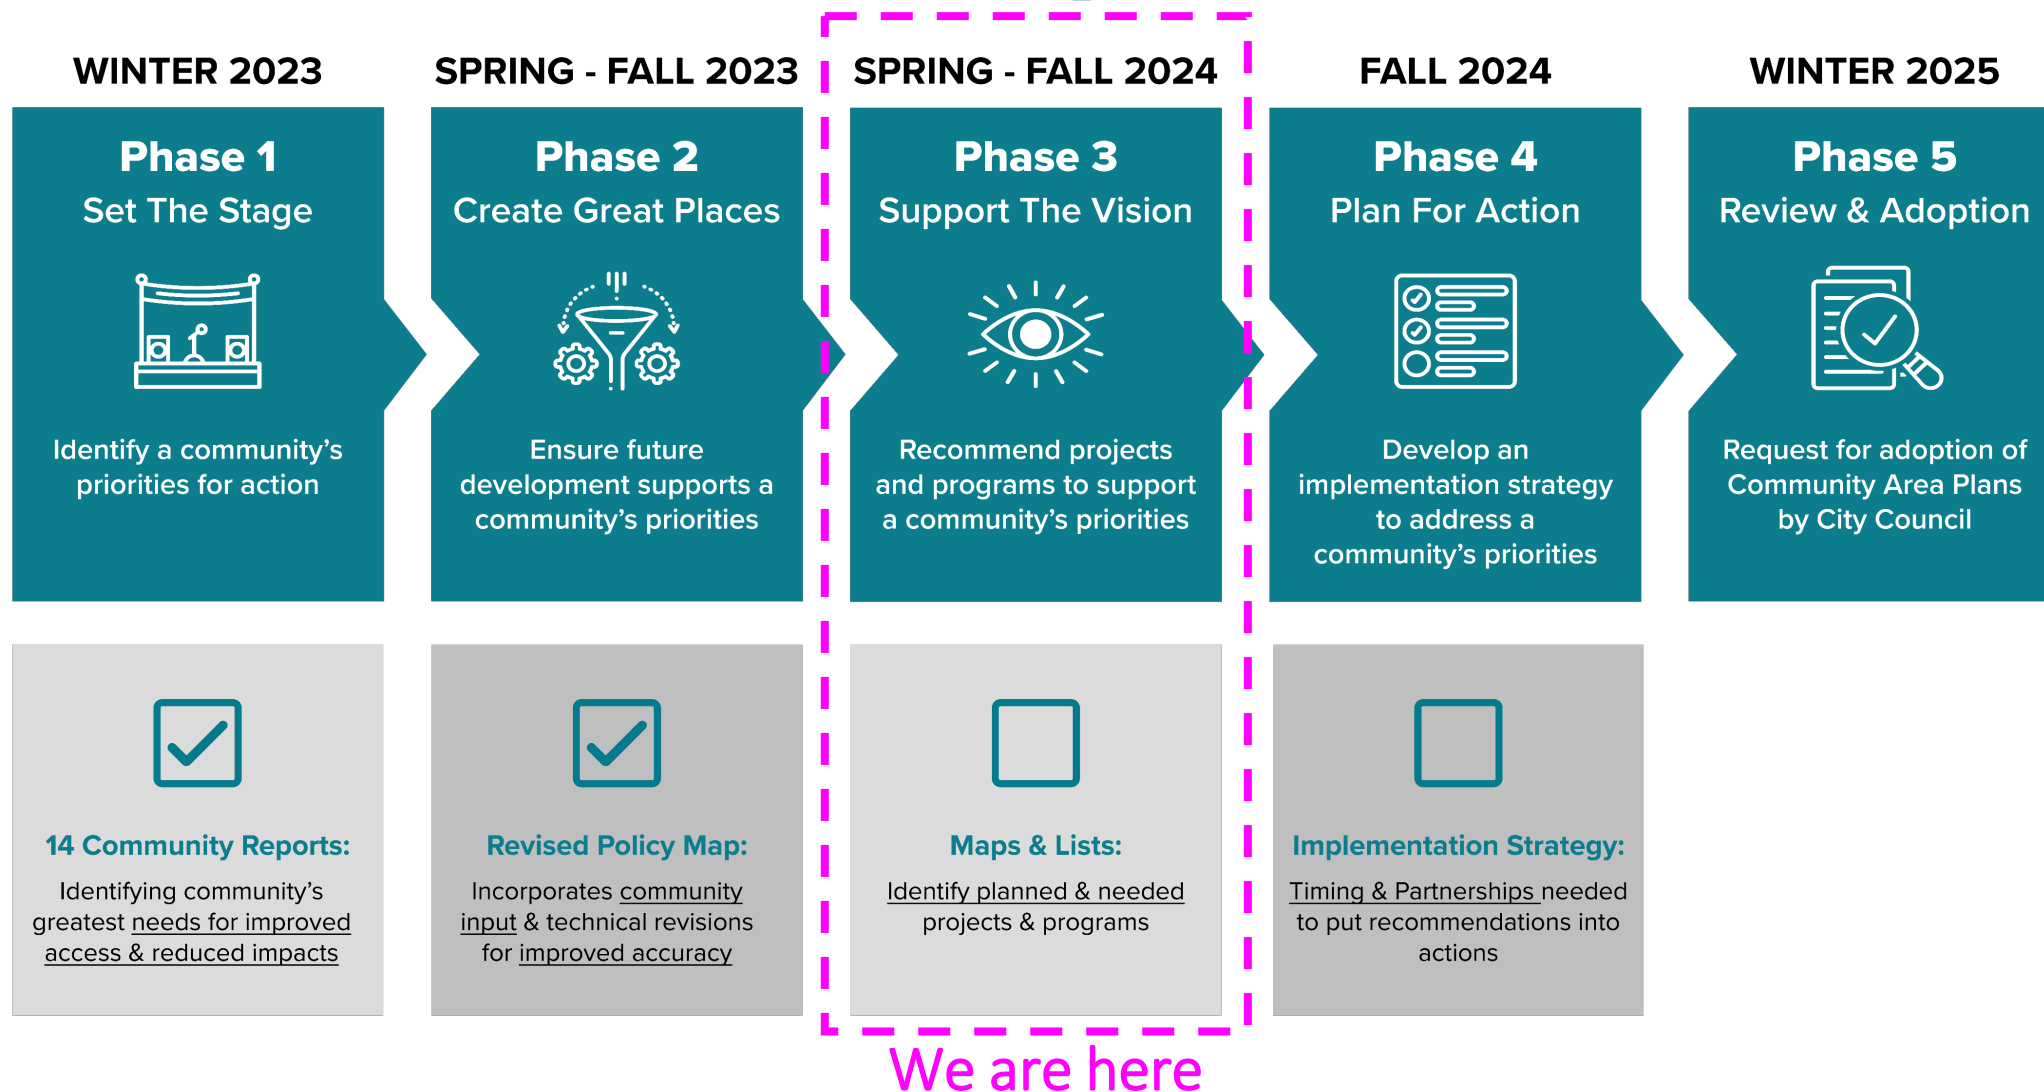 WINTER 2023
Phase 1
Set The Stage
Identify a community’s
priorities for action
14 Community Reports:
Identifying community’s
greatest needs for improved
access & reduced impacts
SPRING - FALL 2023
Phase 2
Create Great Places
Ensure future
development supports a
community’s priorities
Revised Policy Map:
Incorporates community
input & technical revisions
for improved accuracy
SPRING - FALL 2024
Phase 3
Support The Vision
Recommend projects
and programs to support
a community’s priorities
Maps & Lists:
Identify planned & needed
projects & programs
We are here
FALL 2024
Phase 4
Plan For Action
Develop an
implementation strategy
to address a
community’s priorities
Implementation Strategy:
Timing & Partnerships needed
to put recommendations into
actions
WINTER 2025
Phase 5
Review & Adoption
Request for adoption of
Community Area Plans
by City Council